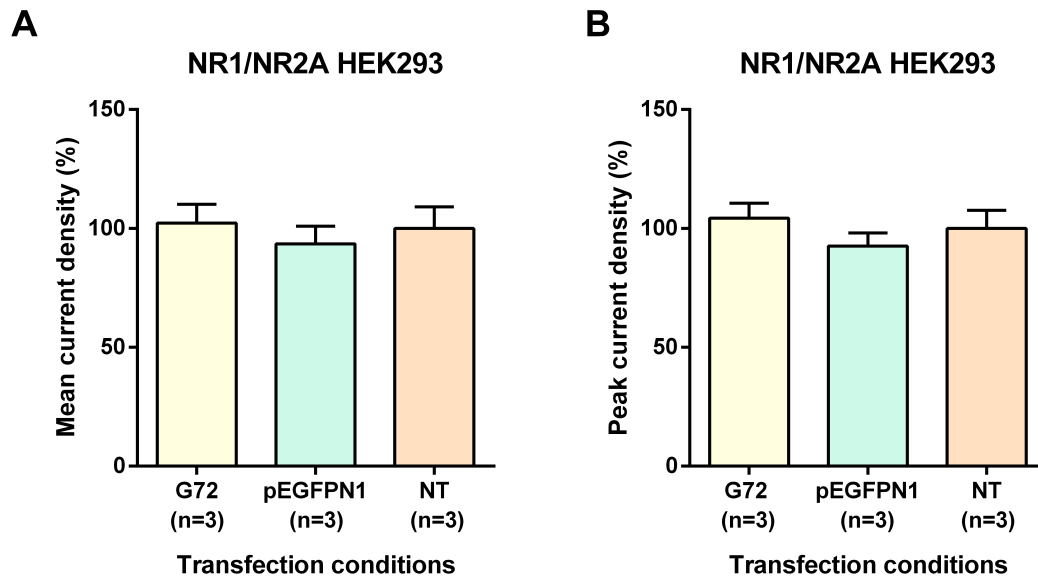 A
NR1/NR2A HEK293
Mean current density (%)
150
100
50
0
G72 pEGFPN1 NT
(n=3) (n=3) (n=3)
Transfection conditions
B
NR1/NR2A HEK293
Peak current density (%)
150
100
50
0
G72 pEGFPN1 NT
(n=3) (n=3) (n=3)
Transfection conditions